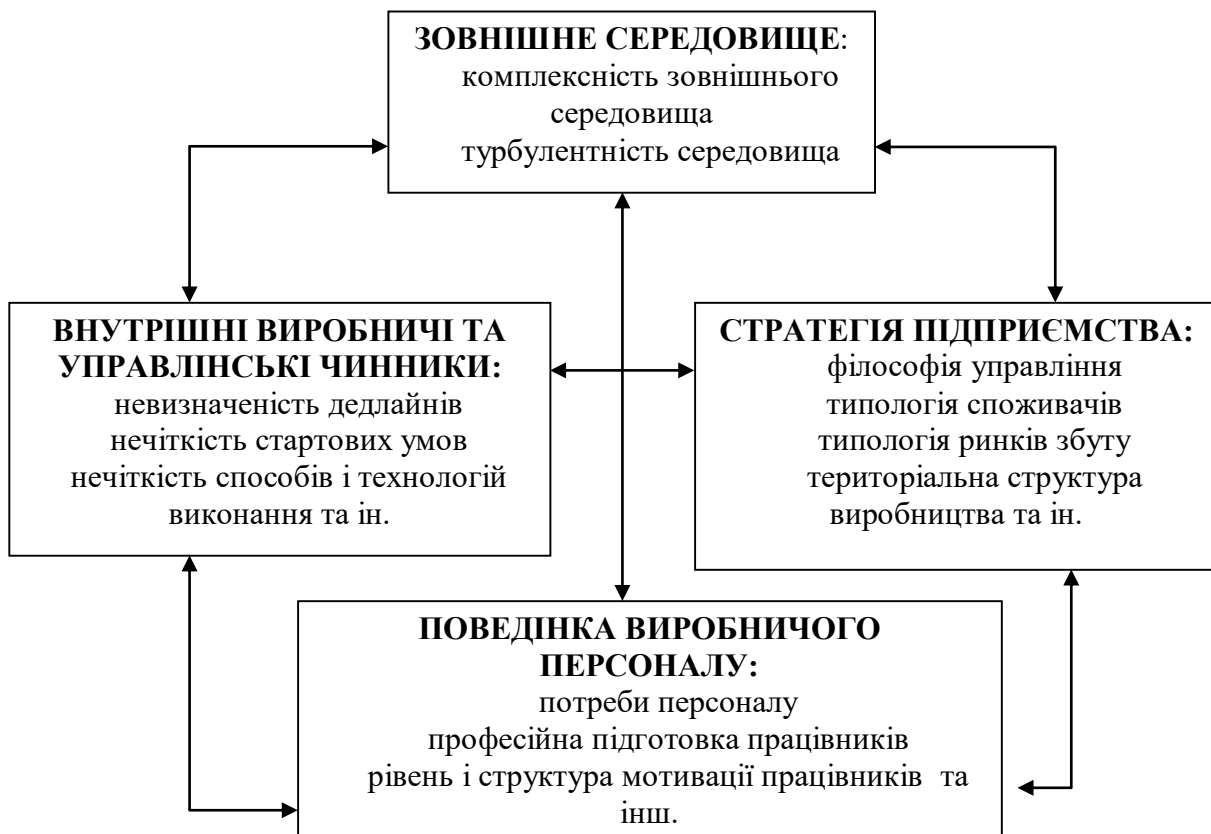 ЗОВНІШНЕ СЕРЕДОВИЩЕ:
комплексність зовнішнього
середовища
турбулентність середовища
ВНУТРІШНІ ВИРОБНИЧІ ТА
УПРАВЛІНСЬКІ ЧИННИКИ:
невизначеність дедлайнів
нечіткість стартових умов
нечіткість способів і технологій
виконання та ін.
СТРАТЕГІЯ ПІДПРИЄМСТВА:
філософія управління
типологія споживачів
типологія ринків збуту
територіальна структура
виробництва та ін.
ПОВЕДІНКА ВИРОБНИЧОГО
ПЕРСОНАЛУ:
потреби персоналу
професійна підготовка працівників
рівень і структура мотивації працівників та
інш.